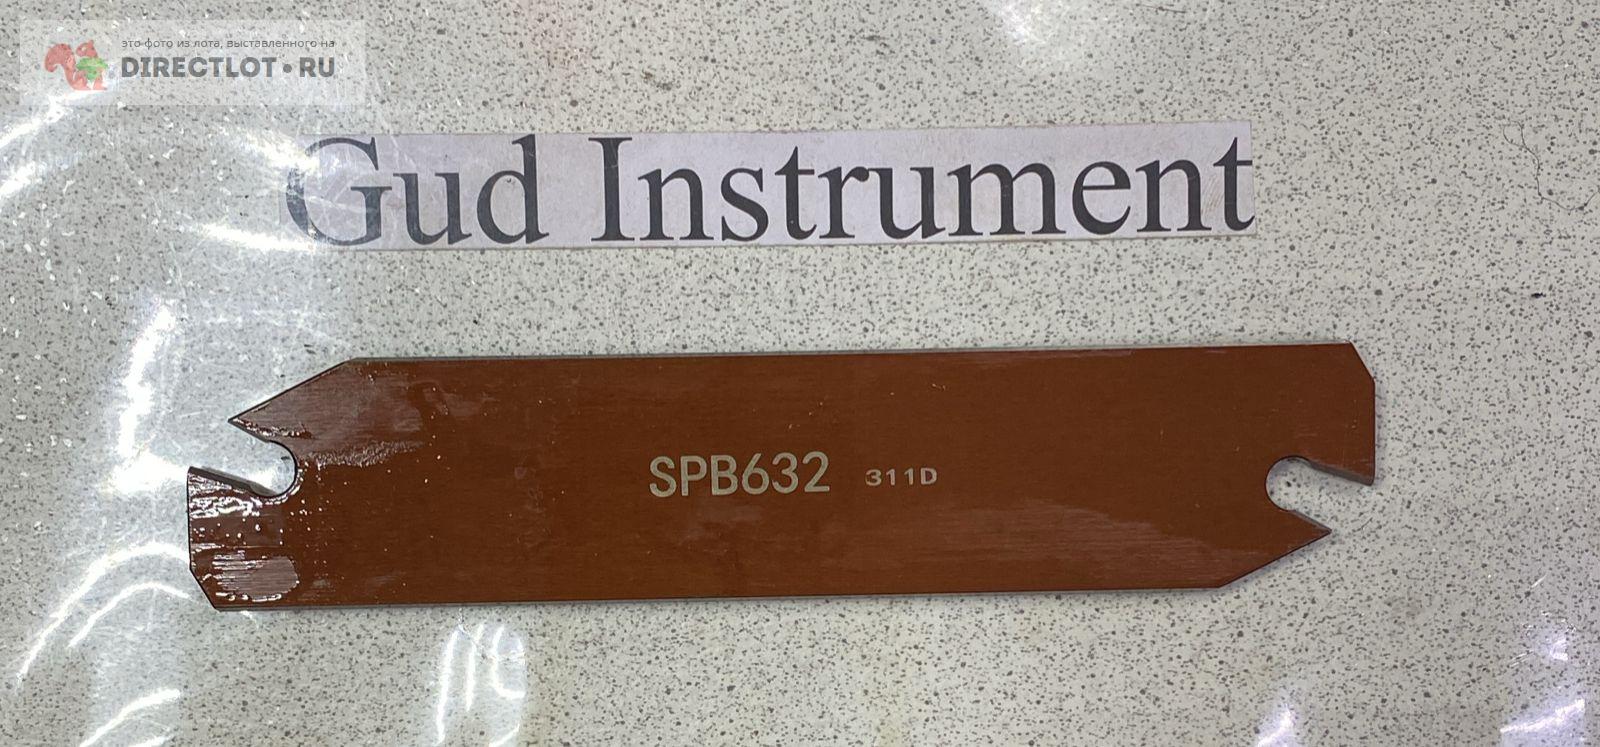 это фото из лота, выставленного на
DIRECTLOT•RU
Gud Instrument
SPB632 311D